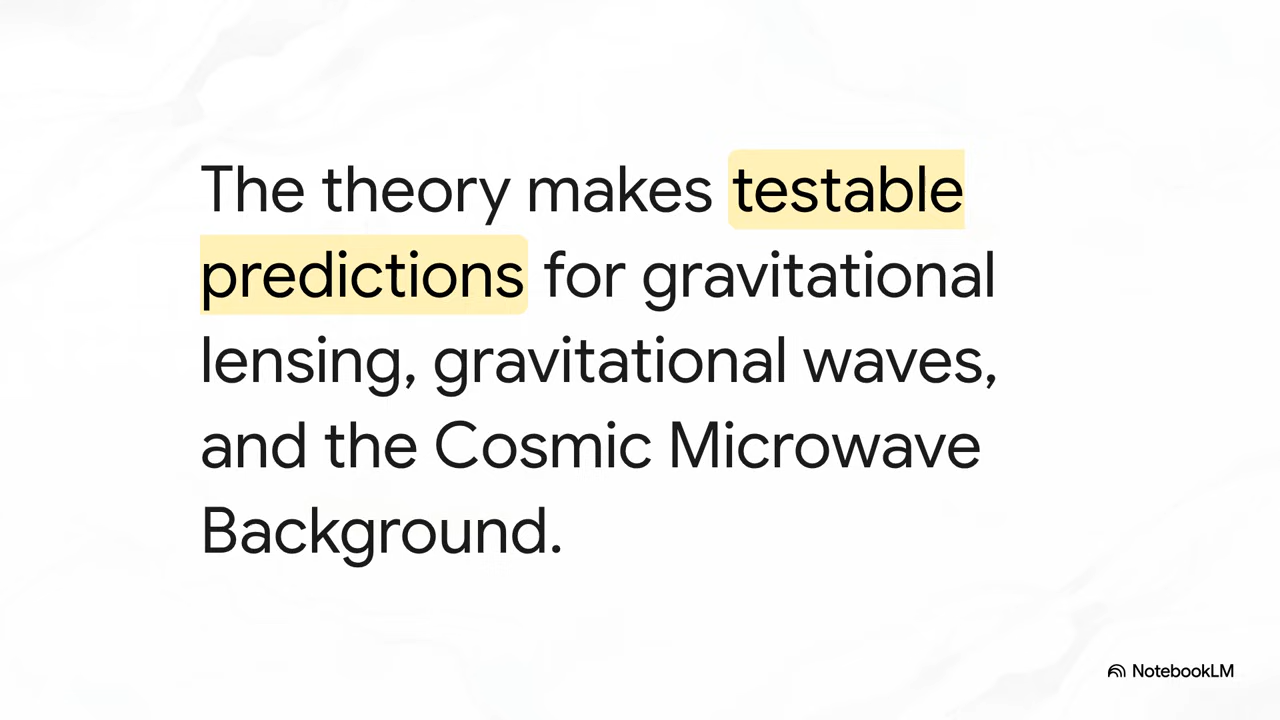 The theory makes testable
predictions for gravitational
lensing, gravitational waves,
and the Cosmic Microwave
Background.
NotebookLM